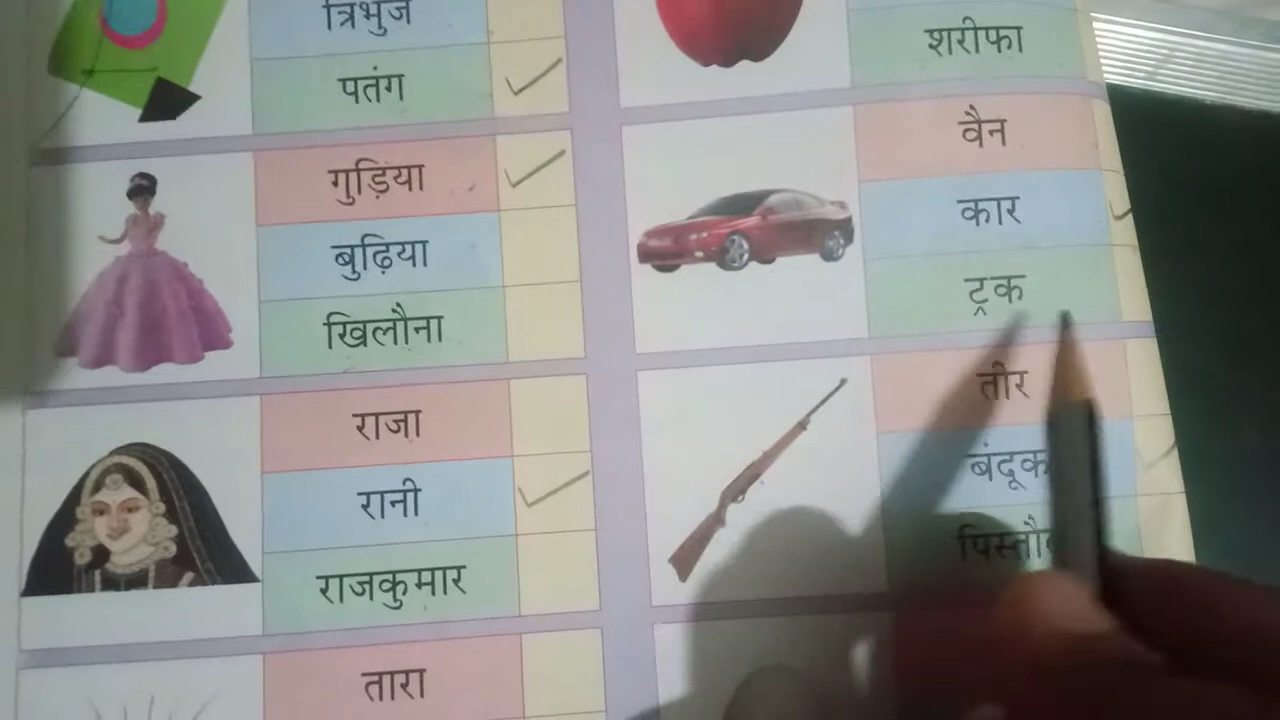 त्रिभुज
पतंग
गुड़िया
बुढ़िया
खिलौना
राजा
रानी
राजकुमार
तारा
शरीफा
वैन
कार
ट्रक
तीर
बंदूक